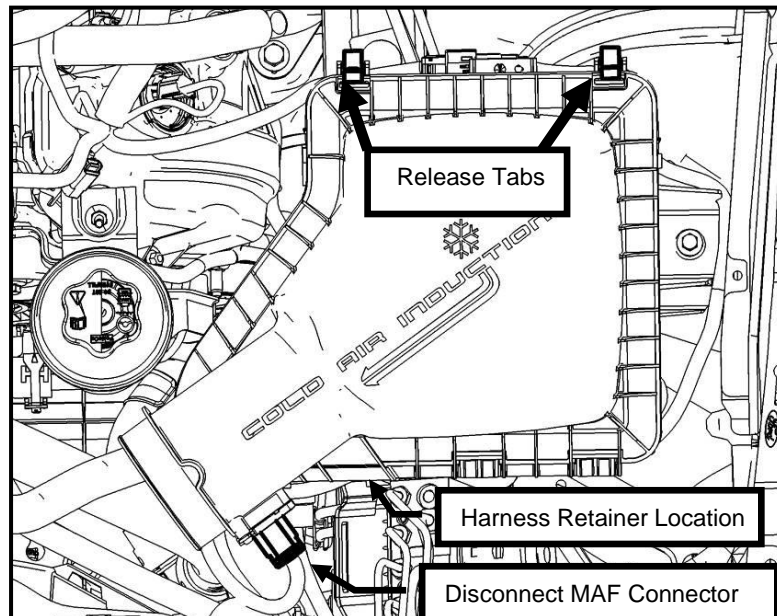 Release Tabs
COLD AIR INDUCTION
Harness Retainer Location
Disconnect MAF Connector